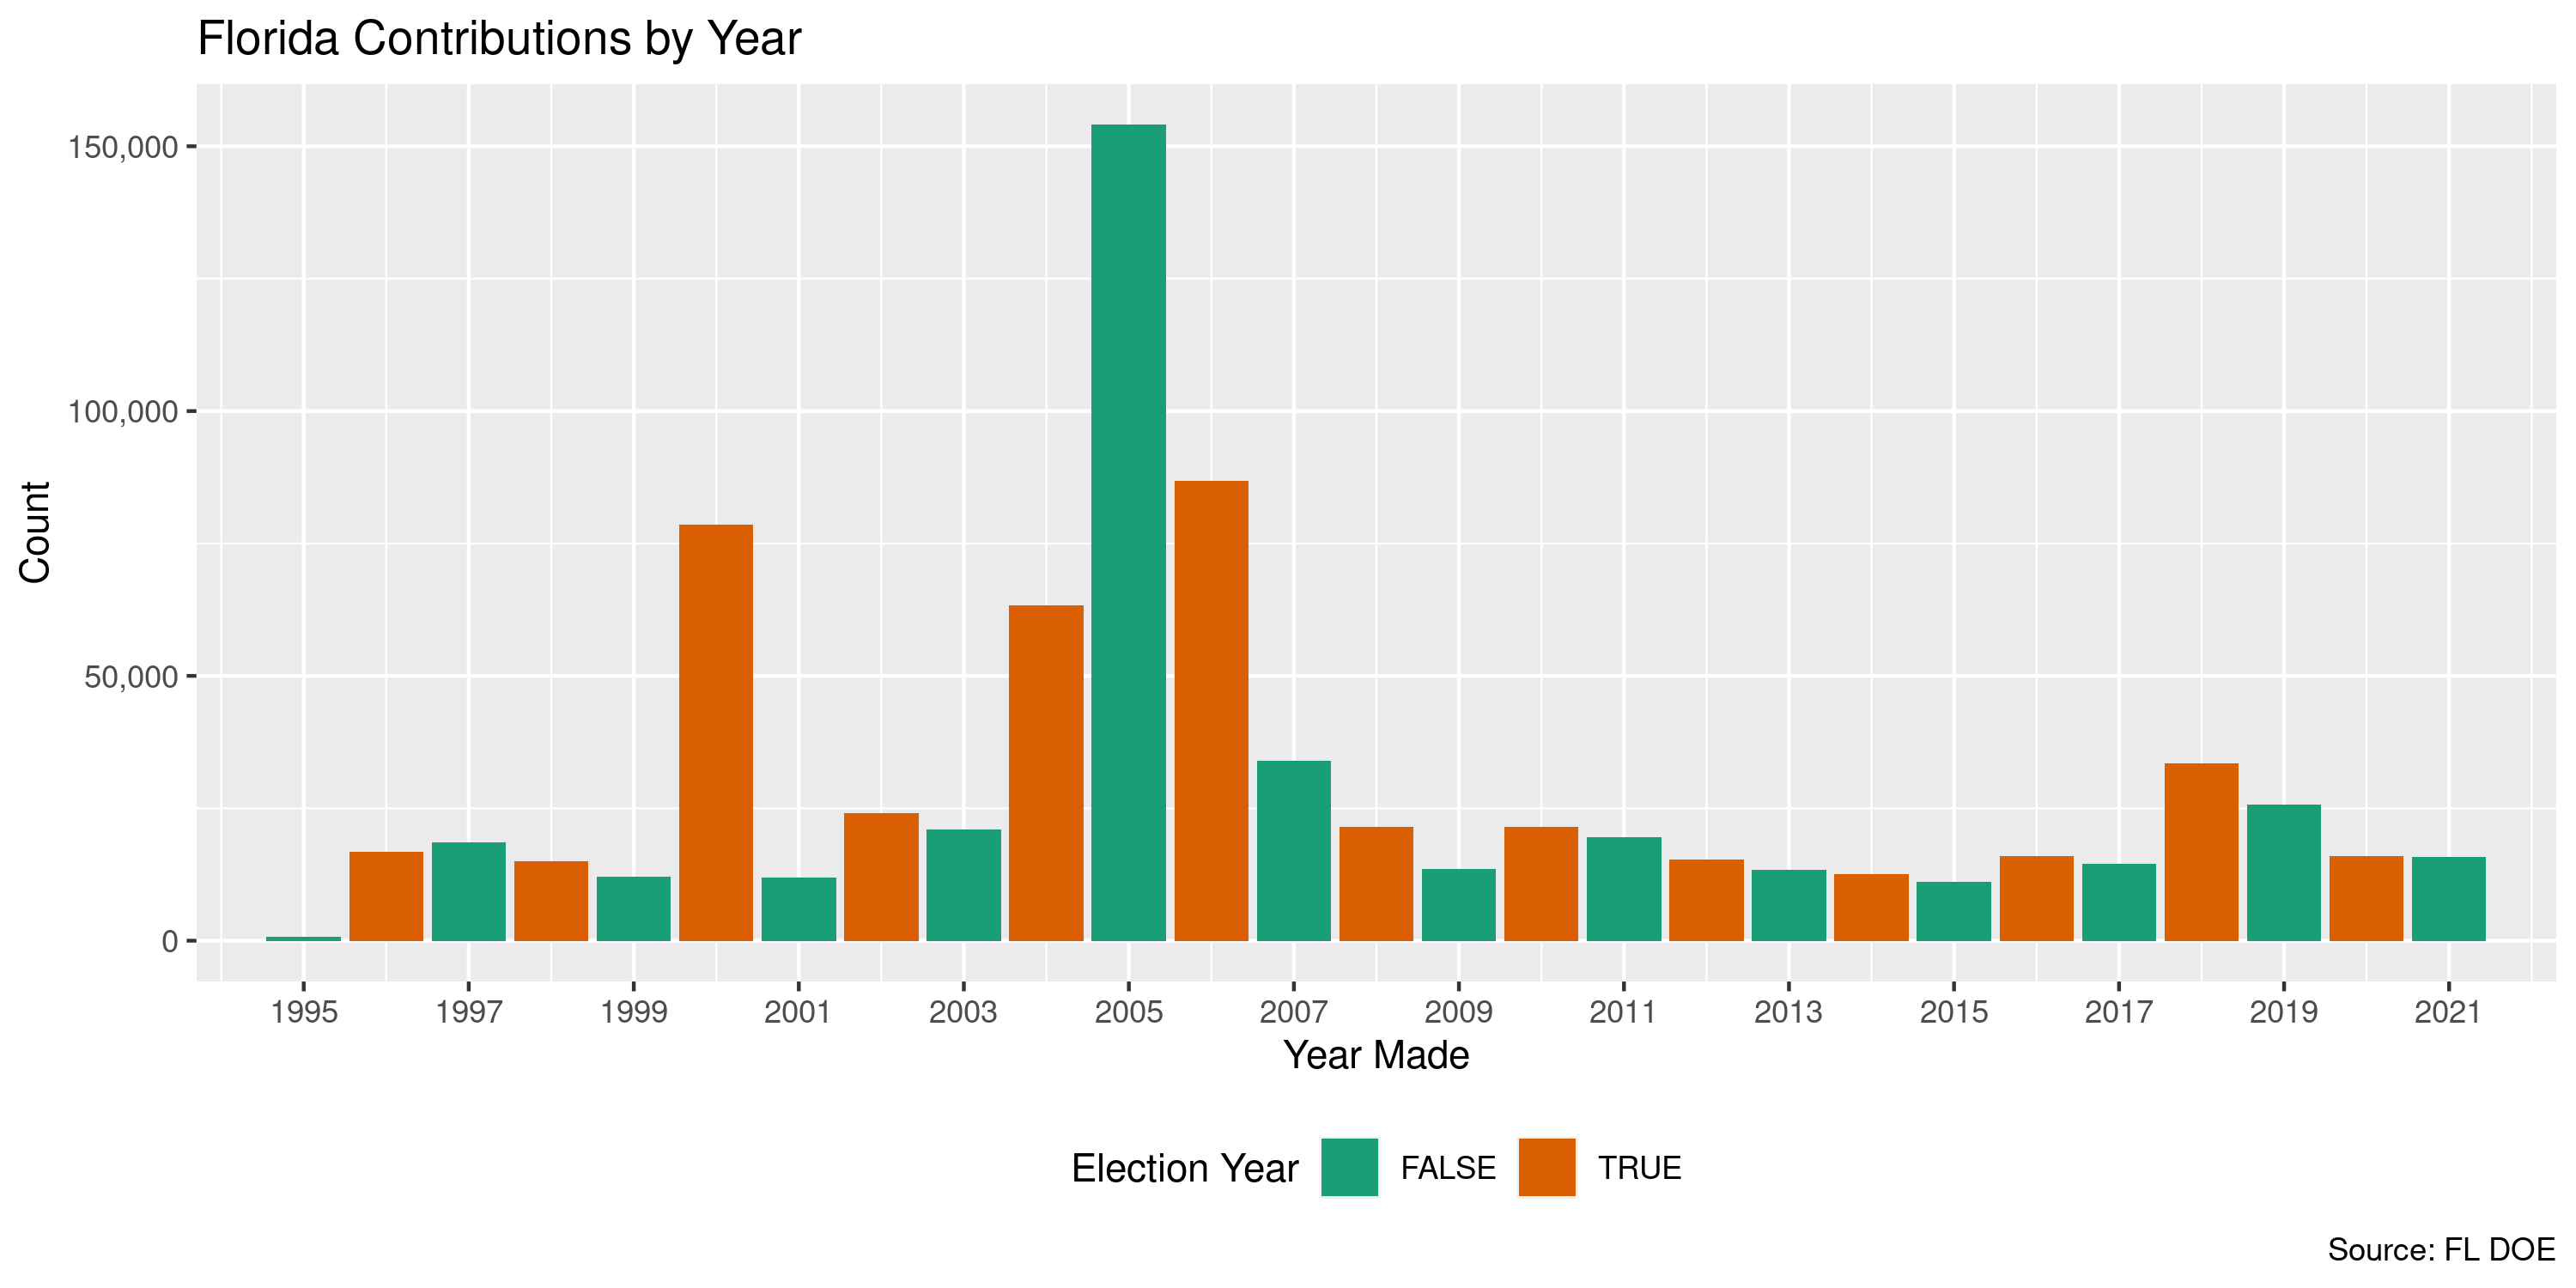 Florida Contributions by Year
Count
150,000
100,000
50,000
0
1995 1997 1999 2001 2003 2005 2007 2009 2011 2013 2015 2017 2019 2021
Year Made
Election Year FALSE TRUE
Source: FL DOE